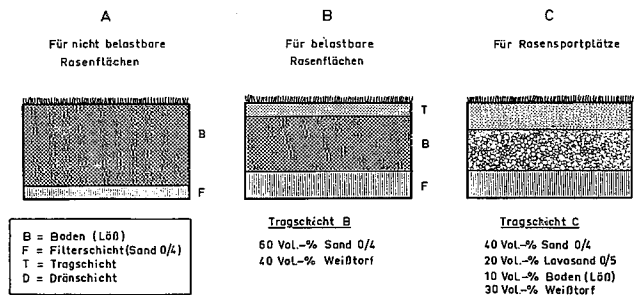 A
Für nicht belastbare
Rasenflächen
B
F
B = Boden (Löß)
F = Filterschicht (Sand 0/4)
T = Tragschicht
D = Dränschicht
B
Für belastbare
Rasenflächen
T
B
F
Tragschicht B
60 Vol.-% Sand 0/4
40 Vol.-% Weißtorf
C
Für Rasensportplätze
Tragschicht C
40 Vol.-% Sand 0/4
20 Vol.-% Lavasand 0/5
10 Vol.-% Boden (Löß)
30 Vol.-% Weißtorf